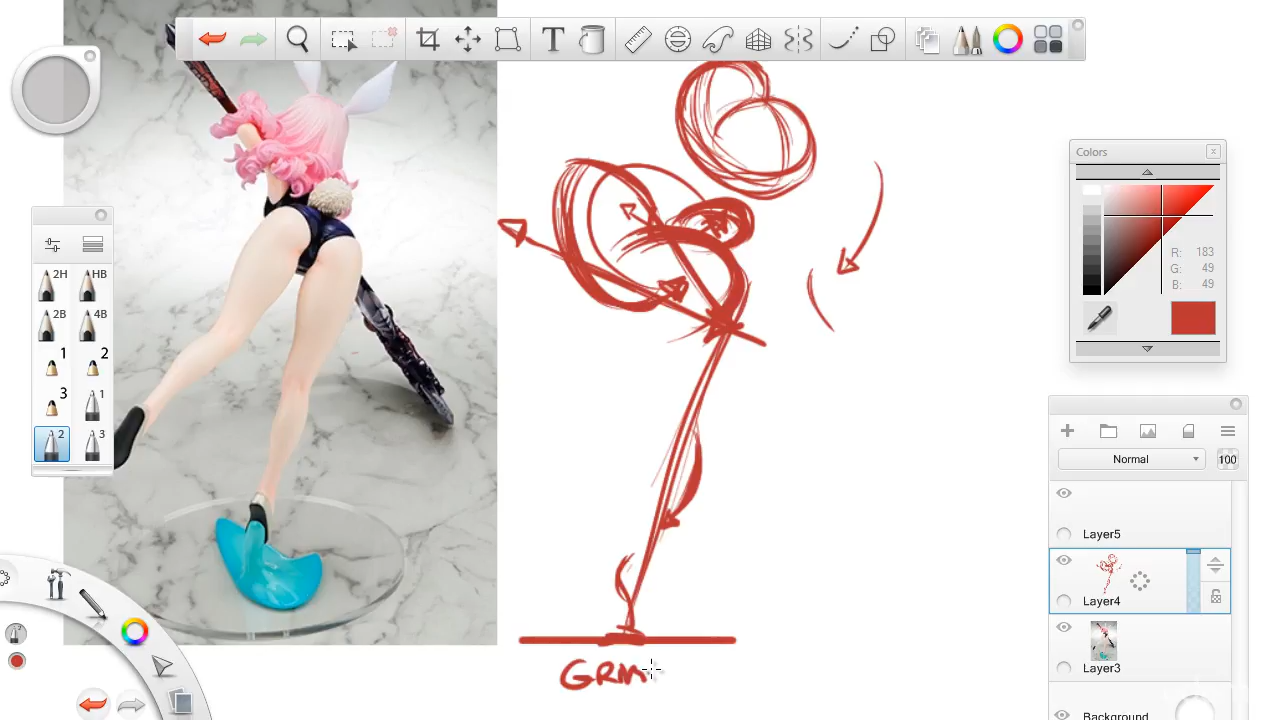 T
Colors
x
2H
HB
2B
4B
1
2
3
1
2
3
R: 183
G: 49
B: 49
Normal
100
Layer5
Layer4
Layer3
Background
2
GRM